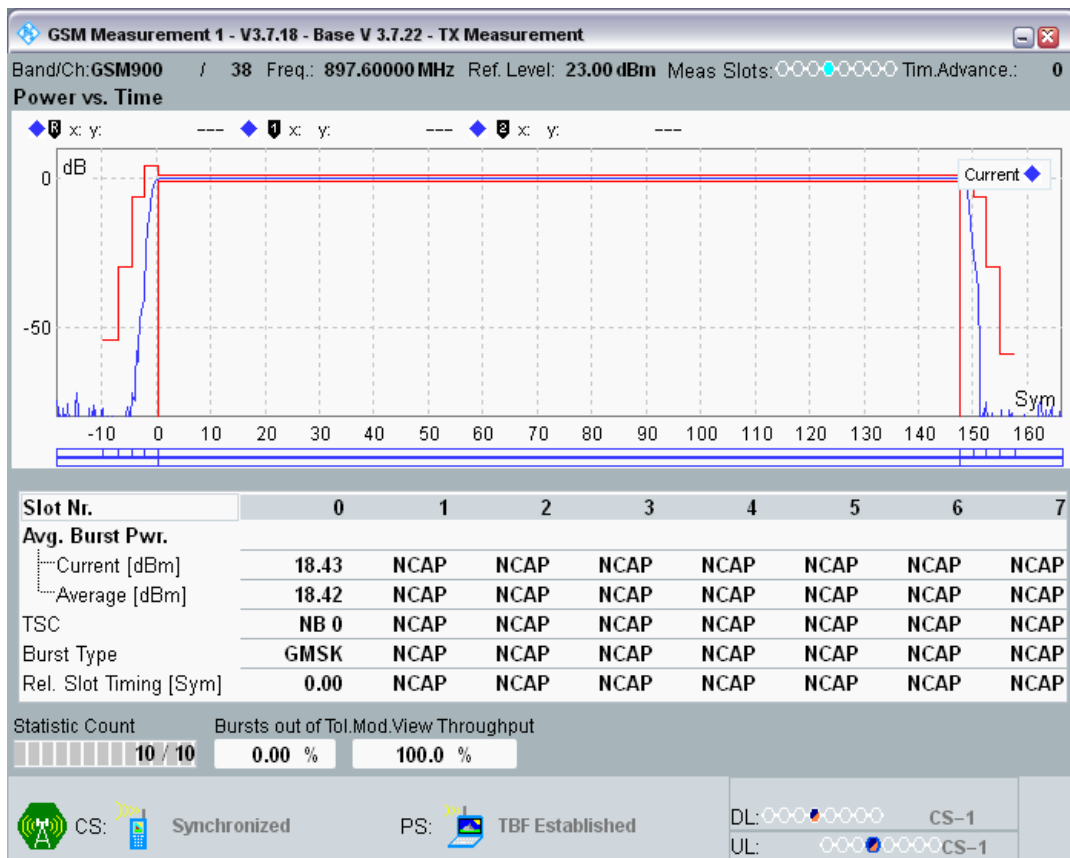 GSM Measurement 1 - V3.7.18 - Base V 3.7.22 - TX Measurement
Band/Ch:GSM900 / 38 Freq.: 897.60000 MHz Ref. Level: 23.00 dBm Meas Slots: Tim.Advance.: 0
Power vs. Time
R x: y: --- 1 x: y: --- 2 x: y: ---
dB
0
Current
-50
Sym
-10 0 10 20 30 40 50 60 70 80 90 100 110 120 130 140 150 160
Slot Nr. 0 1 2 3 4 5 6 7
Avg. Burst Pwr.
Current [dBm] 18.43 NCAP NCAP NCAP NCAP NCAP NCAP NCAP
Average [dBm] 18.42 NCAP NCAP NCAP NCAP NCAP NCAP NCAP
TSC NB 0 NCAP NCAP NCAP NCAP NCAP NCAP NCAP
Burst Type GMSK NCAP NCAP NCAP NCAP NCAP NCAP NCAP
Rel. Slot Timing [Sym] 0.00 NCAP NCAP NCAP NCAP NCAP NCAP NCAP
Statistic Count Bursts out of Tol.Mod.View Throughput
10 / 10 0.00 % 100.0 %
CS: Synchronized PS: TBF Established DL: CS-1
UL: CS-1